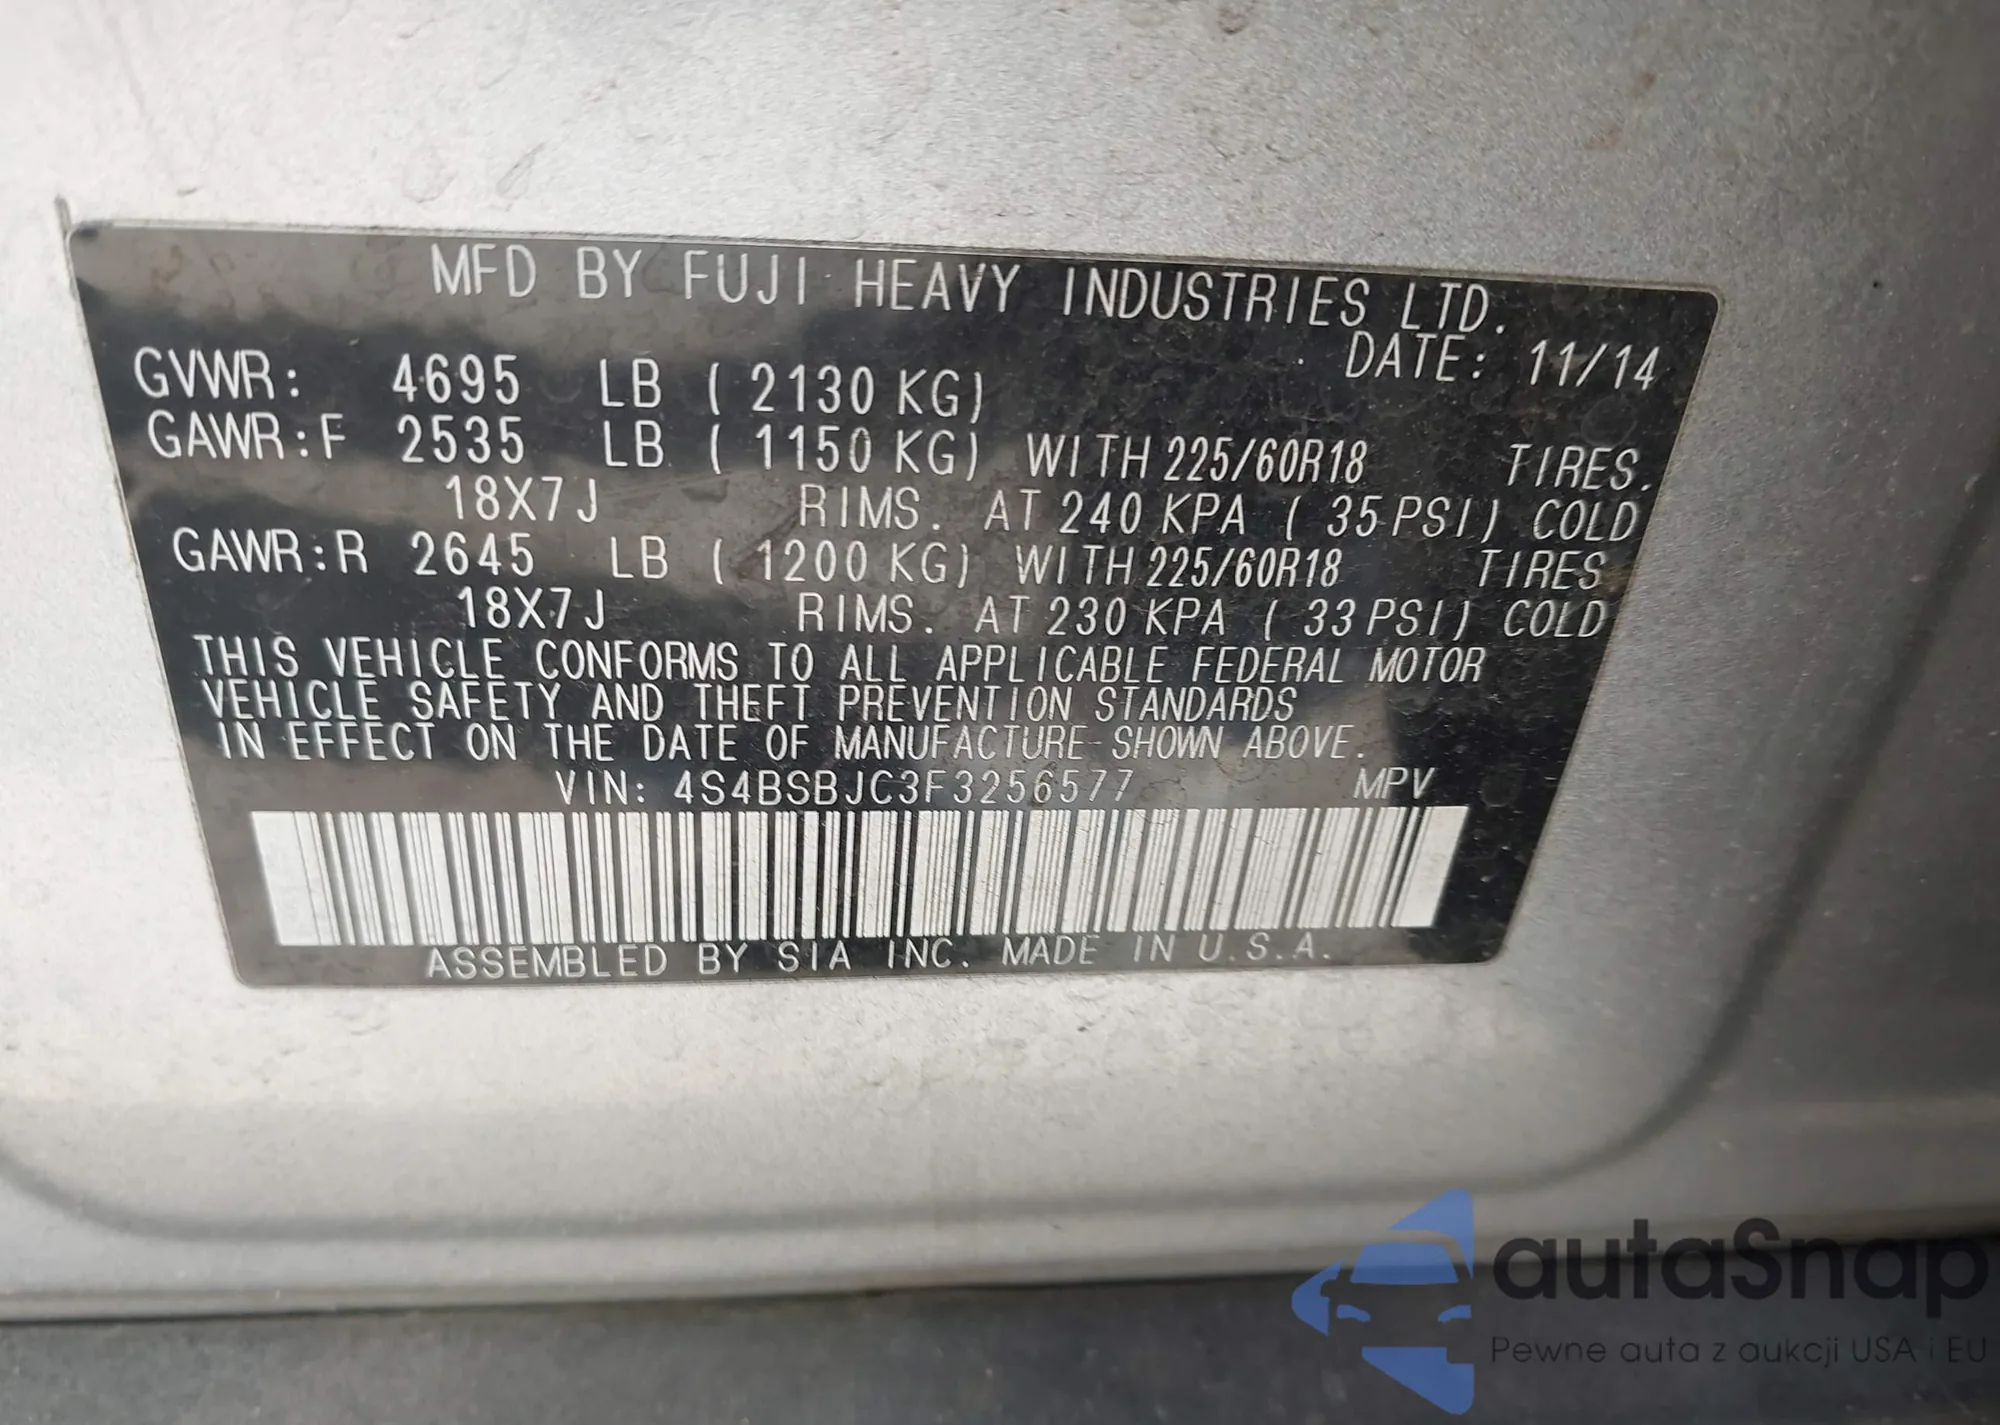 MFD BY FUJI HEAVY INDUSTRIES LTD.
DATE: 11/14
GVWR: 4695 LB (2130 KG)
GAWR:F 2535 LB (1150 KG) WITH 225/60R18 TIRES.
18X7J RIMS. AT 240 KPA (35 PSI) COLD
GAWR:R 2645 LB (1200 KG) WITH 225/60R18 TIRES
18X7J RIMS. AT 230 KPA (33 PSI) COLD
THIS VEHICLE CONFORMS TO ALL APPLICABLE FEDERAL MOTOR
VEHICLE SAFETY AND THEFT PREVENTION STANDARDS
IN EFFECT ON THE DATE OF MANUFACTURE SHOWN ABOVE.
VIN: 4S4BSBJC3F3256577 MPV
ASSEMBLED BY SIA INC. MADE IN U.S.A.
autaSnap
Pewne auta z aukcji USA i EU